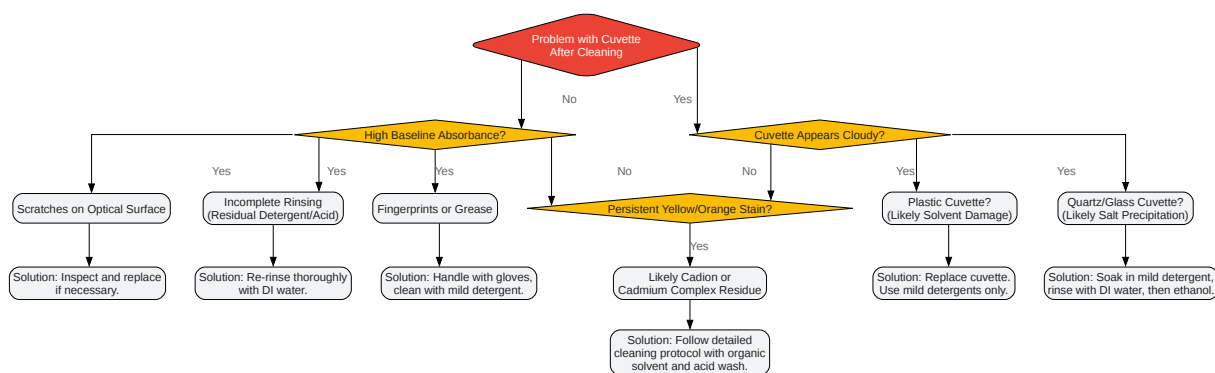 Problem with Cuvette
After Cleaning
No
Yes
High Baseline Absorbance?
Cuvette Appears Cloudy?
Yes
Yes
Yes
No
No
Yes
Yes
Scratches on Optical Surface
Incomplete Rinsing
(Residual Detergent/Acid)
Fingerprints or Grease
Persistent Yellow/Orange Stain?
Plastic Cuvette?
(Likely Solvent Damage)
Quartz/Glass Cuvette?
(Likely Salt Precipitation)
Yes
Solution: Inspect and replace
if necessary.
Solution: Re-rinse thoroughly
with DI water.
Solution: Handle with gloves,
clean with mild detergent.
Likely Cadion or
Cadmium Complex Residue
Solution: Replace cuvette.
Use mild detergents only.
Solution: Soak in mild detergent,
rinse with DI water, then ethanol.
Solution: Follow detailed
cleaning protocol with organic
solvent and acid wash.